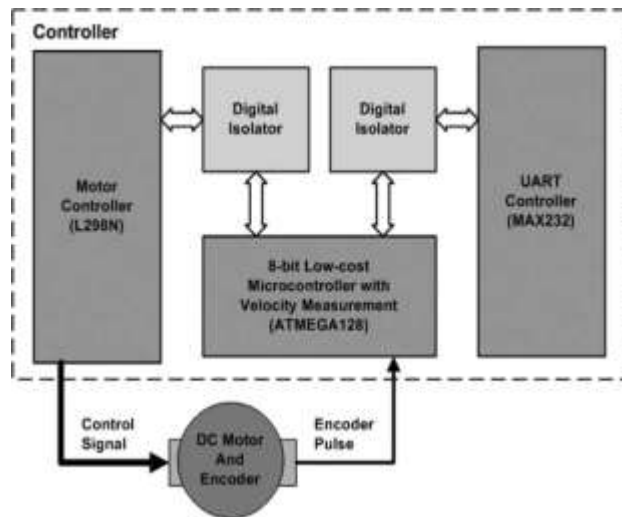 Controller
Digital
Isolator
Digital
Isolator
Motor
Controller
(L298N)
UART
Controller
(MAX232)
8-bit Low-cost
Microcontroller with
Velocity Measurement
(ATMEGA128)
Control
Signal
DC Motor
And
Encoder
Encoder
Pulse